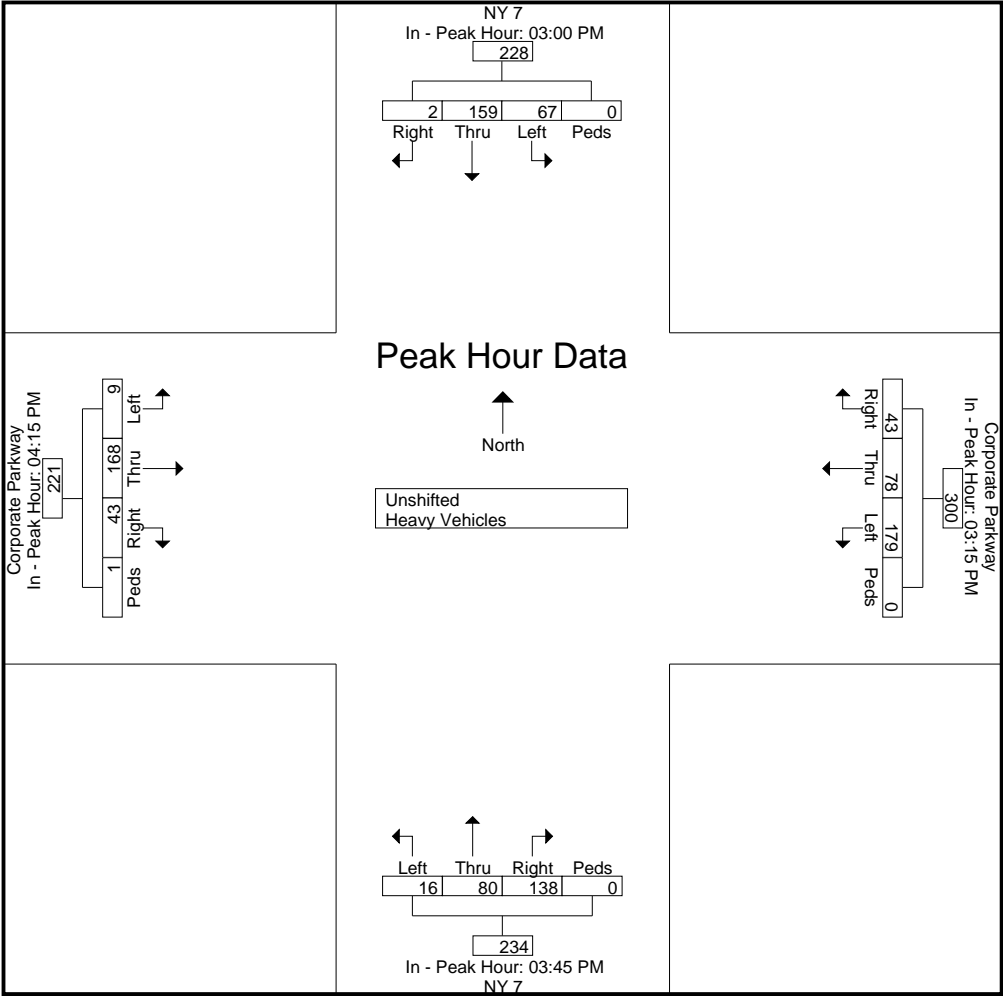 NY 7
In - Peak Hour: 03:00 PM
228
2 159 67 0
Right Thru Left Peds
Peak Hour Data
North
Unshifted
Heavy Vehicles
Corporate Parkway
In - Peak Hour: 04:15 PM
221
9 168 43 1
Left Thru Right Peds
Corporate Parkway
In - Peak Hour: 03:15 PM
300
43 78 179 0
Right Thru Left Peds
Left Thru Right Peds
16 80 138 0
234
In - Peak Hour: 03:45 PM
NY 7